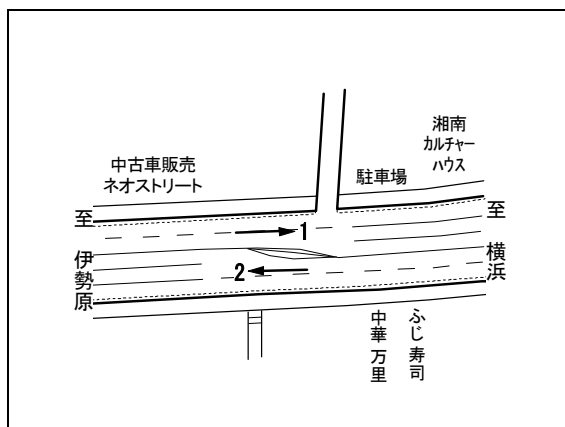 湘南
カルチャー
ハウス
中古車販売
ネオストリート
駐車場
至
伊勢原
1
2
至
横浜
中華 万里
ふじ寿司